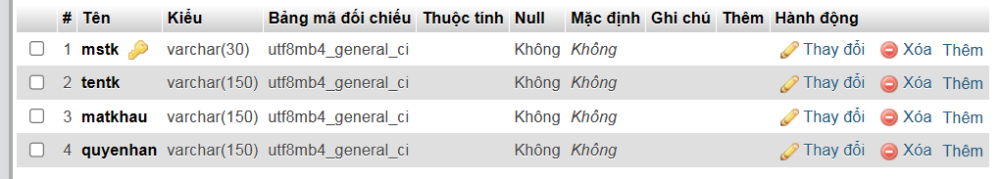 # Tên Kiểu Bảng mã đối chiếu Thuộc tính Null Mặc định Ghi chú Thêm Hành động
1 mstk varchar(30) utf8mb4_general_ci Không Không Thay đổi Xóa Thêm
2 tentk varchar(150) utf8mb4_general_ci Không Không Thay đổi Xóa Thêm
3 matkhau varchar(150) utf8mb4_general_ci Không Không Thay đổi Xóa Thêm
4 quyenhan varchar(150) utf8mb4_general_ci Không Không Thay đổi Xóa Thêm